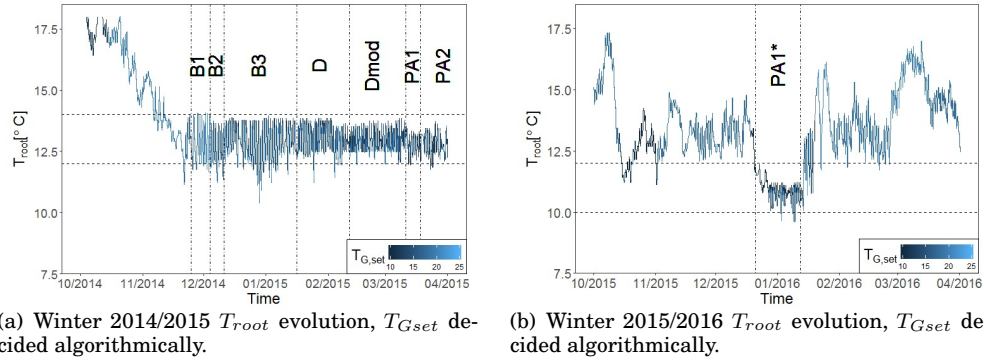 17.5
15.0
12.5
10.0
7.5
T_root[° C]
B1
B2
B3
D
Dmod
PA1
PA2
T_G,set
10 15 20 25
10/2014 11/2014 12/2014 01/2015 02/2015 03/2015 04/2015
Time
(a) Winter 2014/2015 T_root evolution, T_Gset de-
cided algorithmically.
17.5
15.0
12.5
10.0
7.5
T_root[° C]
PA1*
T_G,set
10 15 20 25
10/2015 11/2015 12/2015 01/2016 02/2016 03/2016 04/2016
Time
(b) Winter 2015/2016 T_root evolution, T_Gset de
cided algorithmically.